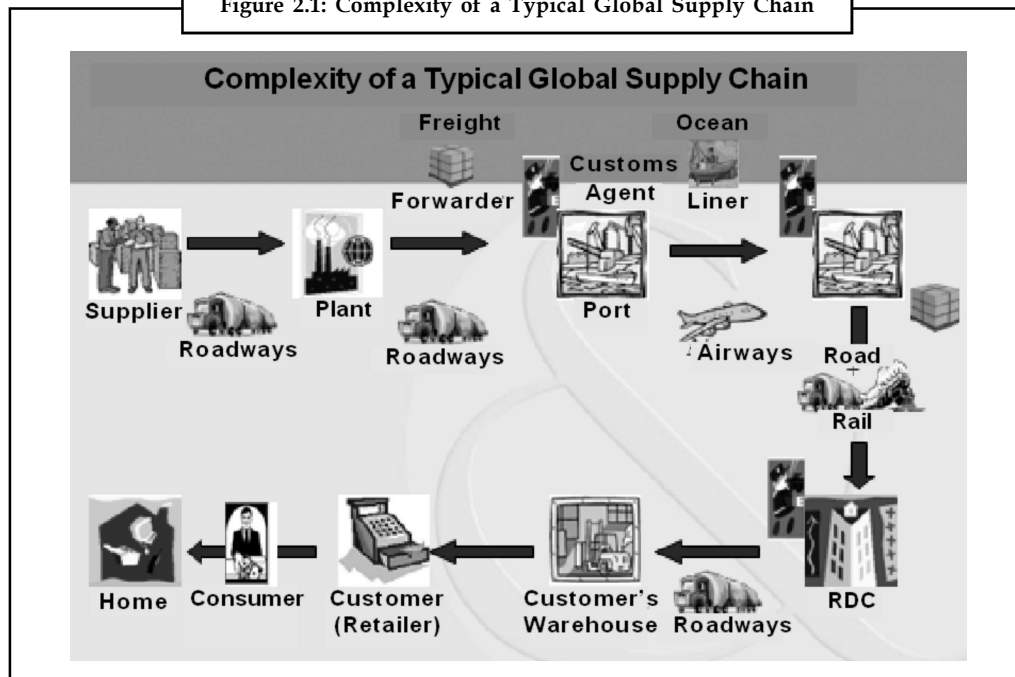 Figure 2.1: Complexity of a Typical Global Supply Chain
Complexity of a Typical Global Supply Chain
Freight
Forwarder
Customs
Agent
Ocean
Liner
Supplier
Roadways
Plant
Roadways
Port
Airways
Road
+
Rail
RDC
Roadways
Customer's
Warehouse
Customer
(Retailer)
Consumer
Home